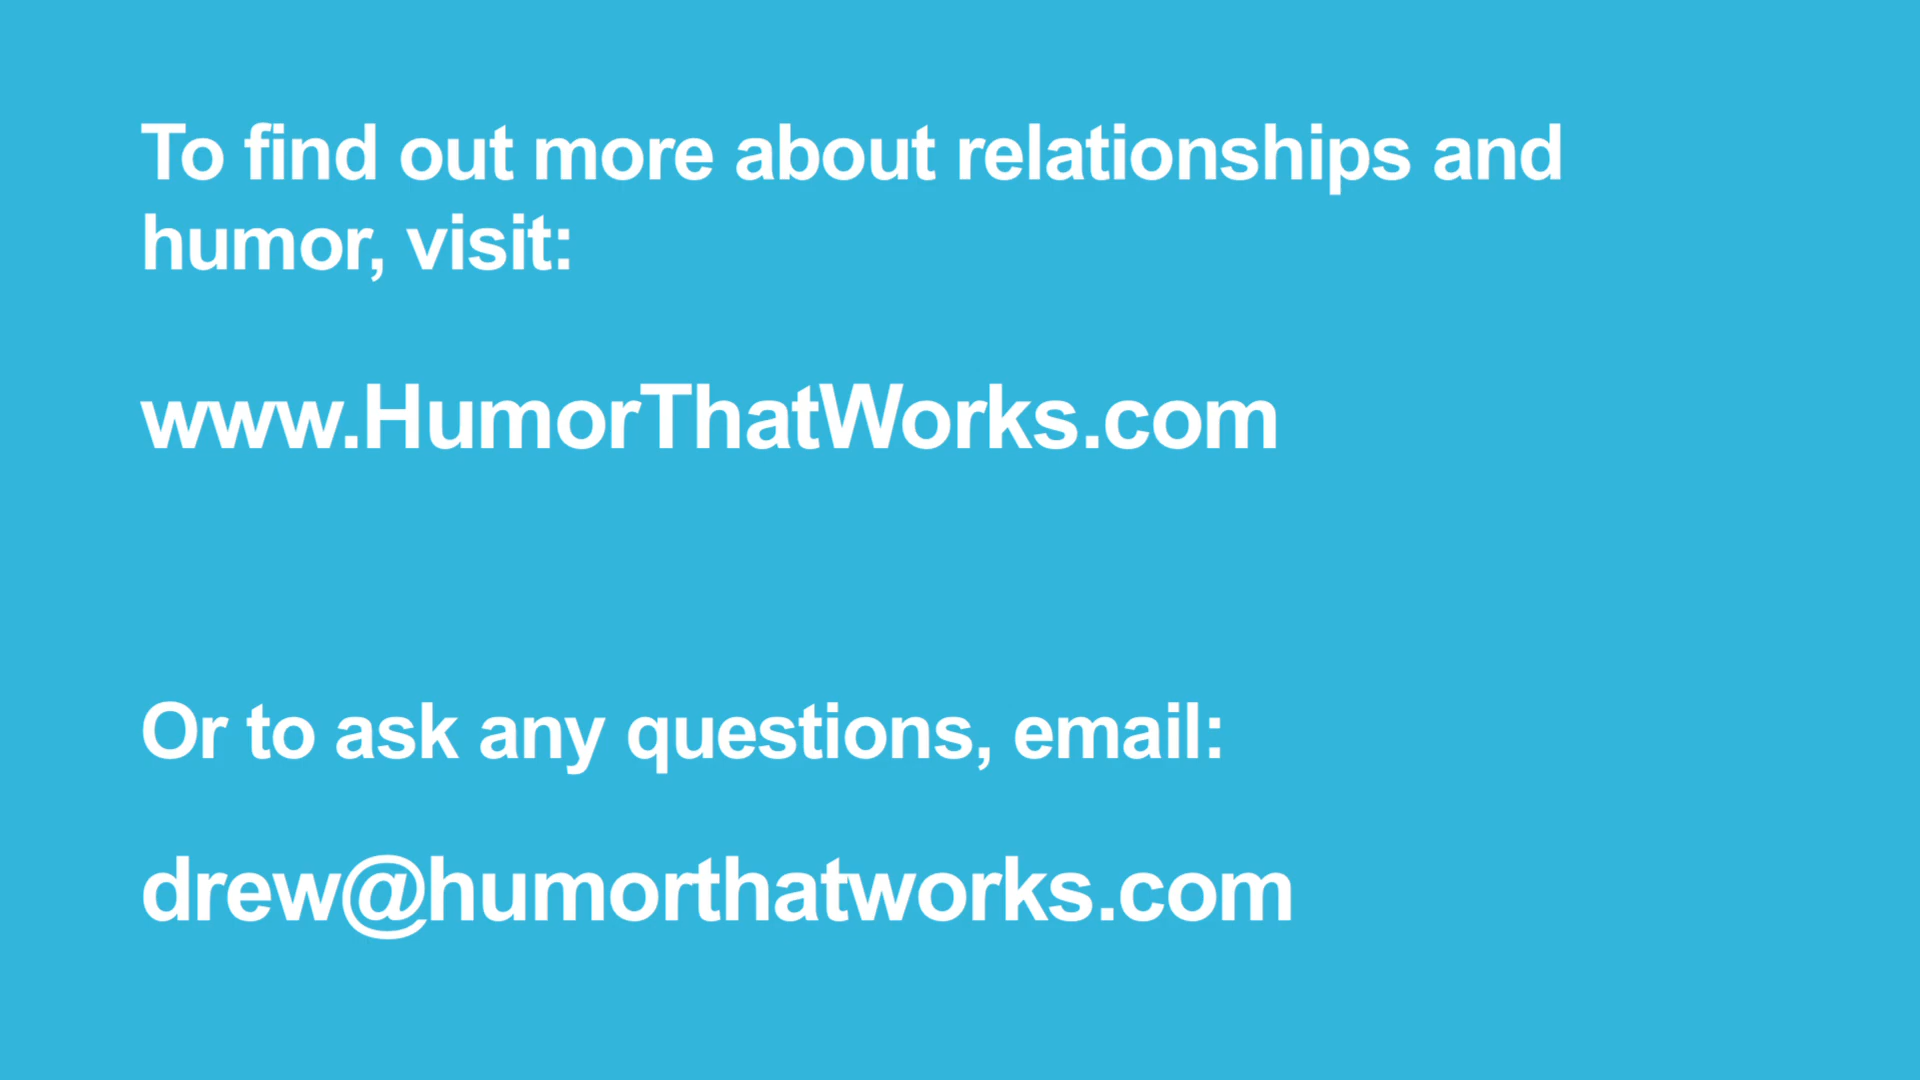 To find out more about relationships and
humor, visit:
www.HumorThatWorks.com
Or to ask any questions, email:
drew@humorthatworks.com